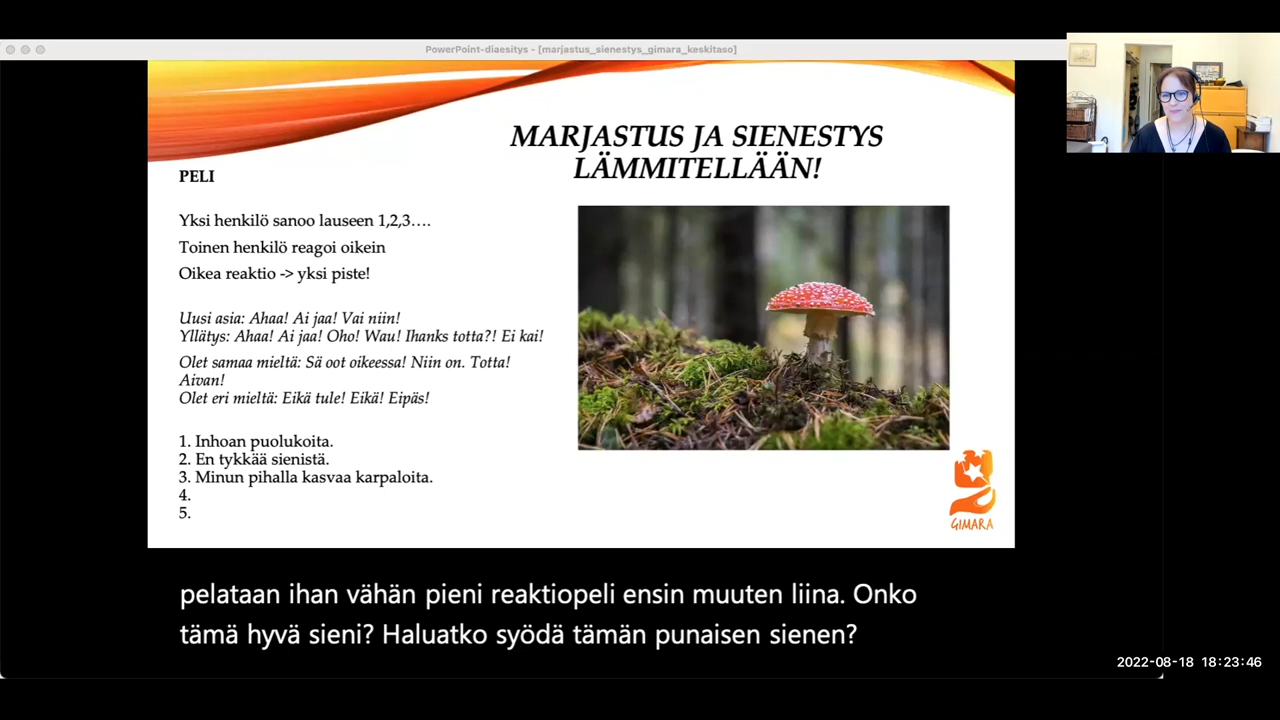 PowerPoint-diaesitys - [marjastus_sienestys_gimara_keskitaso]
MARJASTUS JA SIENESTYS
LÄMMITELLÄÄN!
PELI
Yksi henkilö sanoo lauseen 1,2,3….
Toinen henkilö reagoi oikein
Oikea reaktio -> yksi piste!
Uusi asia: Ahaa! Ai jaa! Vai niin!
Yllätys: Ahaa! Ai jaa! Oho! Wau! Ihanks totta?! Ei kai!
Olet samaa mieltä: Sä oot oikeessa! Niin on. Totta!
Aivan!
Olet eri mieltä: Eikä tule! Eikä! Eipäs!
1. Inhoan puolukoita.
2. En tykkää sienistä.
3. Minun pihalla kasvaa karpaloita.
4.
5.
GIMARA
pelataan ihan vähän pieni reaktiopeli ensin muuten liina. Onko
tämä hyvä sieni? Haluatko syödä tämän punaisen sienen?
2022-08-18 18:23:46